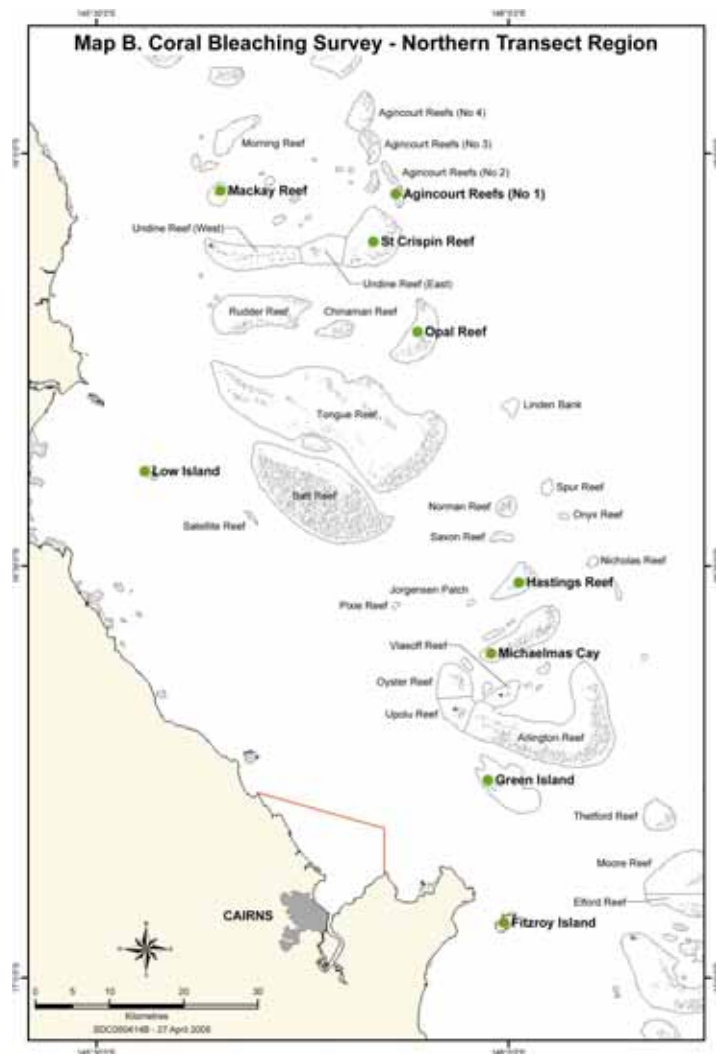 Map B. Coral Bleaching Survey - Northern Transect Region
Agincourt Reefs (No 4)
Morning Reef
Agincourt Reefs (No 3)
Agincourt Reefs (No 2)
Mackay Reef
Agincourt Reefs (No 1)
Undine Reef (West)
St Crispin Reef
Undine Reef (East)
Rudder Reef
Chinaman Reef
Opal Reef
Linden Bank
Tongue Reef
Low Island
Spur Reef
Batt Reef
Norman Reef
Onyx Reef
Satellite Reef
Saxon Reef
Nicholas Reef
Hastings Reef
Jorgensen Patch
Pixie Reef
Vlasoff Reef
Michaelmas Cay
Oyster Reef
Upolu Reef
Arlington Reef
Green Island
Thetford Reef
Moore Reef
Elford Reef
CAIRNS
Fitzroy Island
0 5 10 20 30
Kilometres
27 April 2006